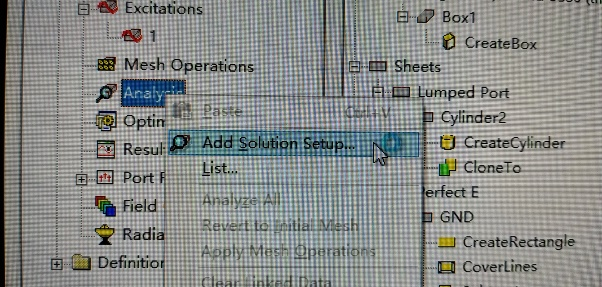 Excitations
1
Mesh Operations
Analysis
Optim
Resul
Port F
Field
Radia
Definition
Paste Ctrl+V
Add Solution Setup...
List...
Analyze All
Revert to Initial Mesh
Apply Mesh Operations
Clear Linked Data
Box1
CreateBox
Sheets
Lumped Port
Cylinder2
CreateCylinder
CloneTo
Perfect E
GND
CreateRectangle
CoverLines